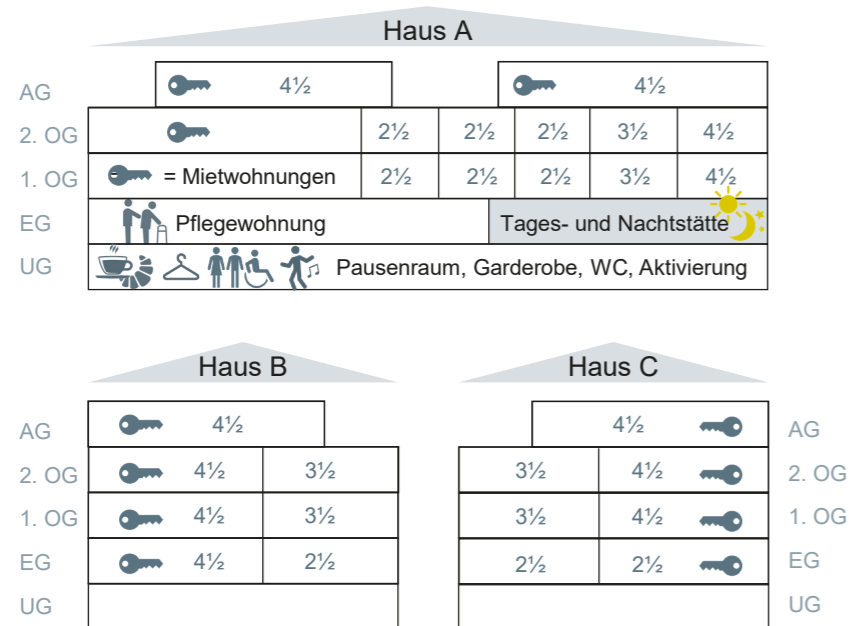 Haus A
AG 4½ 4½
2. OG 2½ 2½ 2½ 3½ 4½
1. OG = Mietwohnungen 2½ 2½ 2½ 3½ 4½
EG Pflegewohnung Tages- und Nachtstätte
UG Pausenraum, Garderobe, WC, Aktivierung
Haus B Haus C
AG 4½ 4½ AG
2. OG 4½ 3½ 3½ 4½ 2. OG
1. OG 4½ 3½ 3½ 4½ 1. OG
EG 4½ 2½ 2½ 2½ EG
UG UG